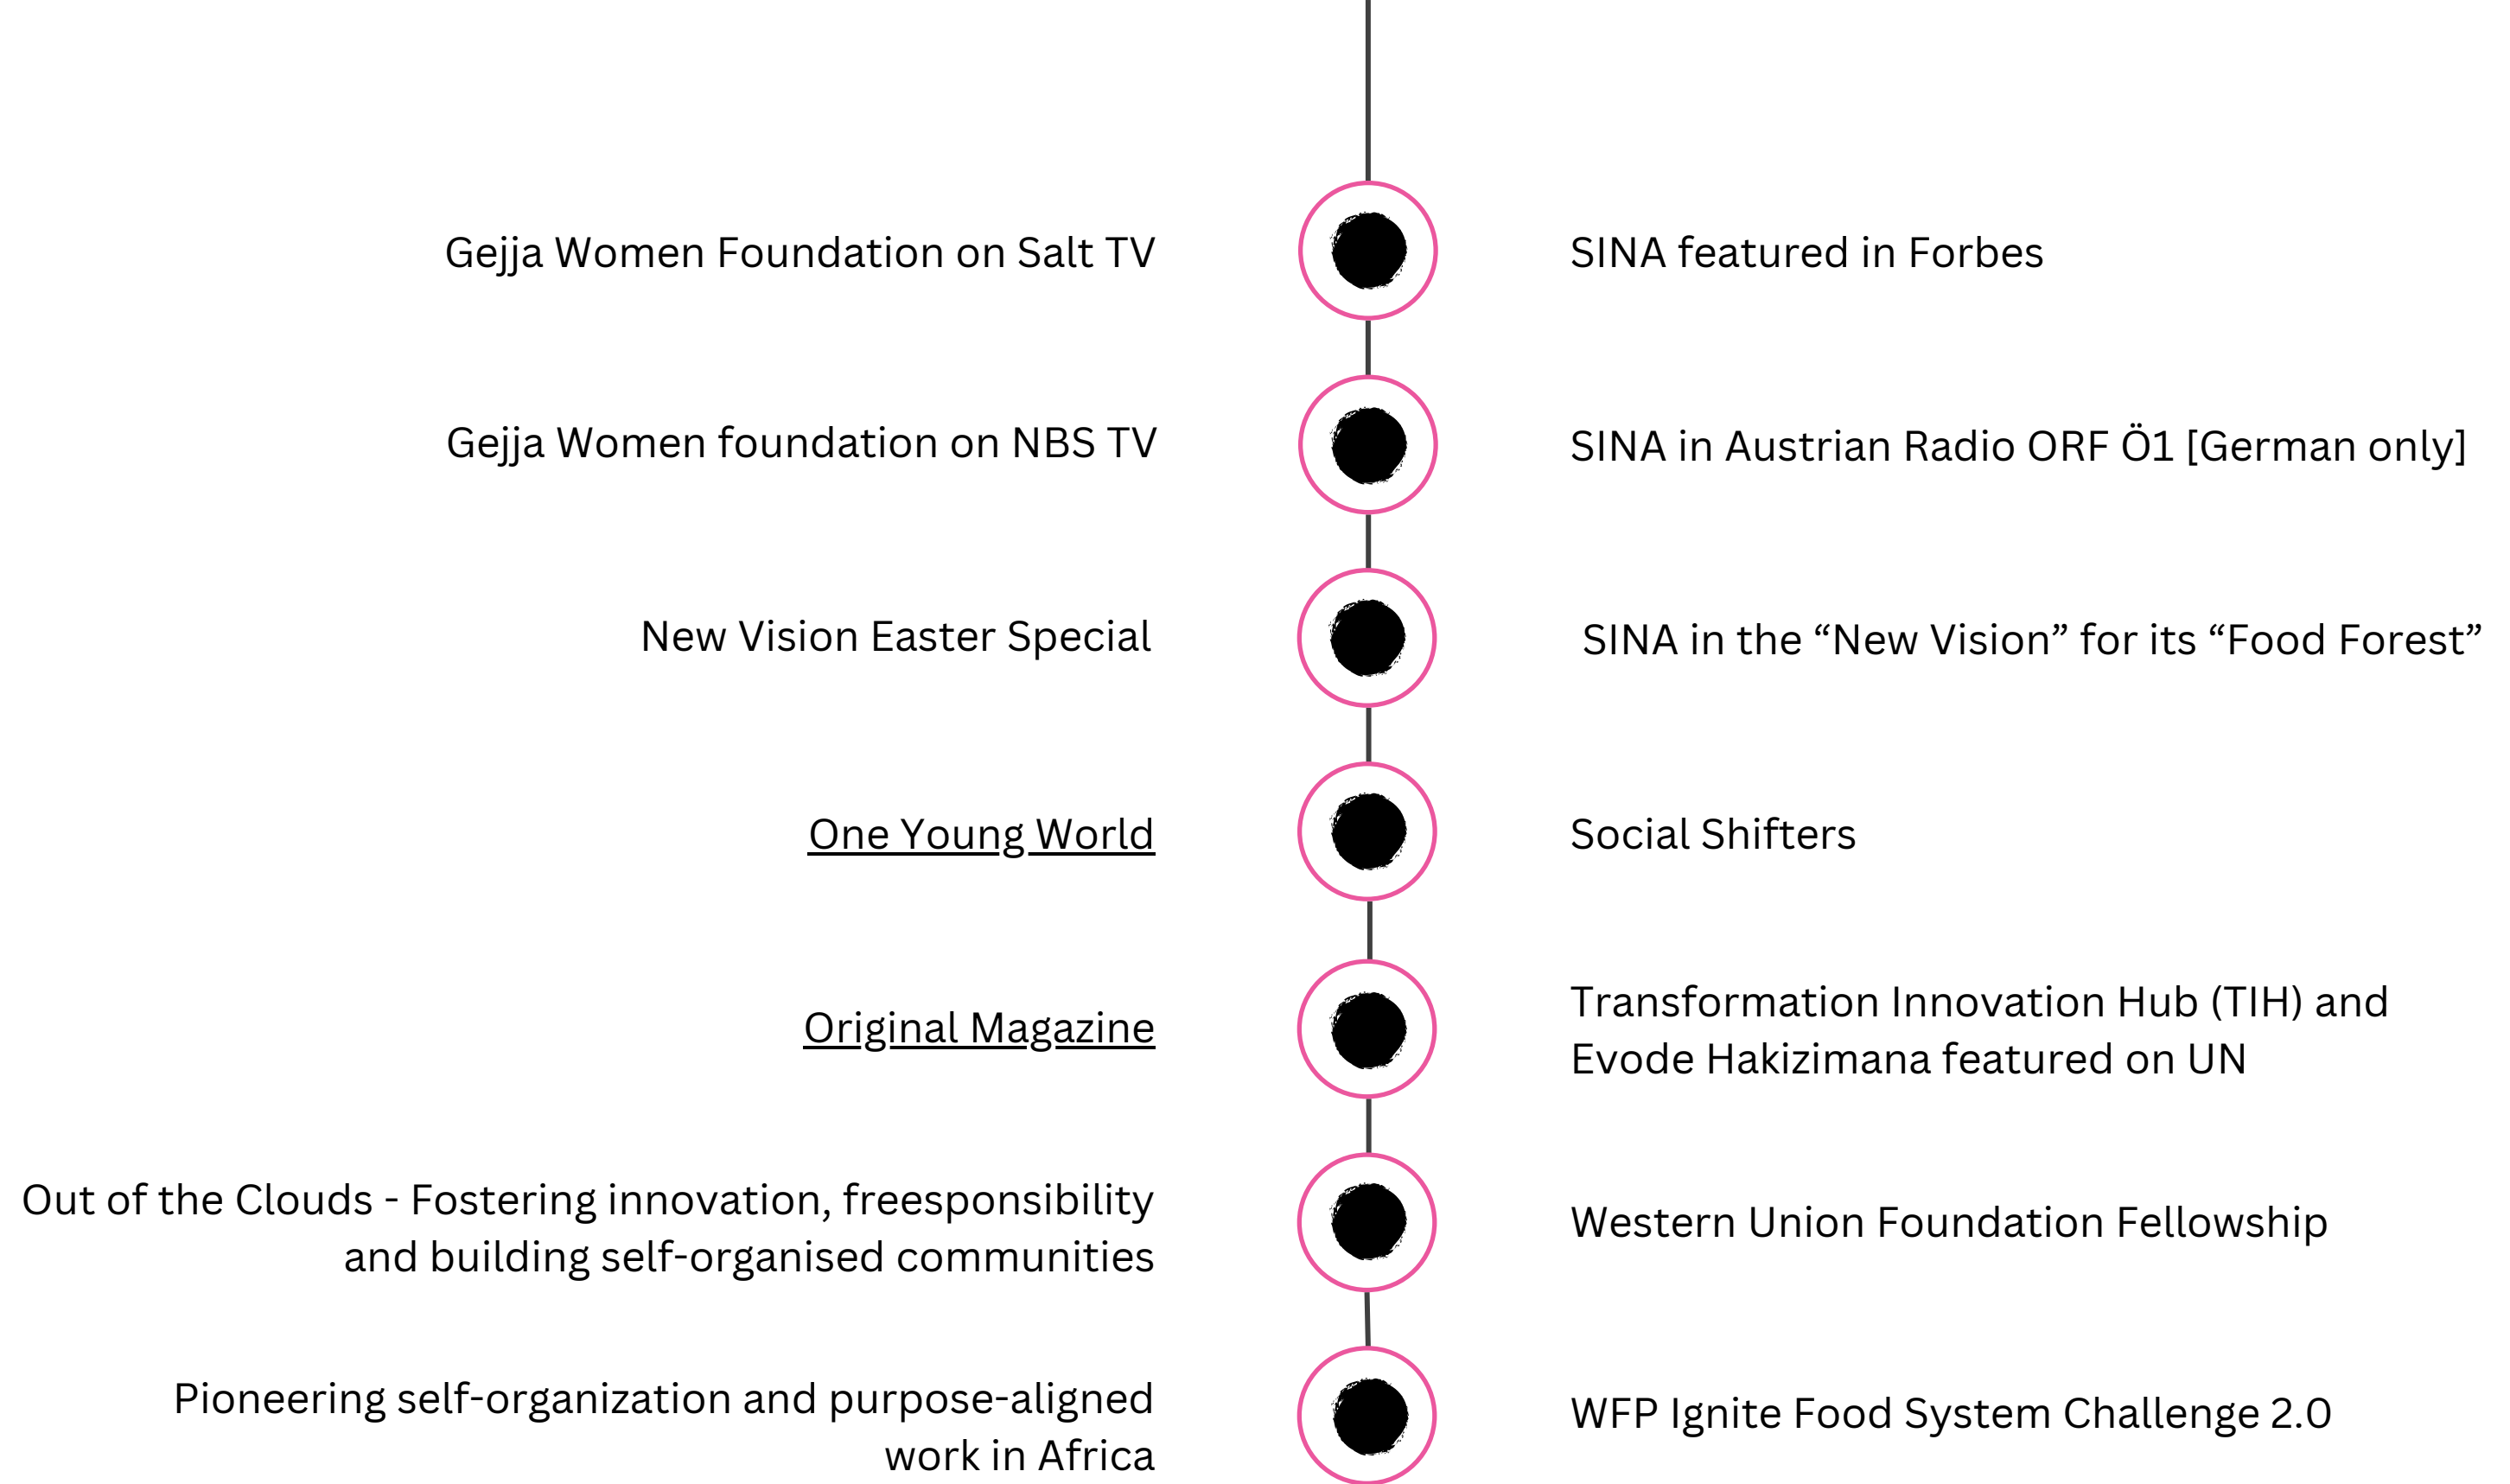 Gejja Women Foundation on Salt TV
SINA featured in Forbes
Gejja Women foundation on NBS TV
SINA in Austrian Radio ORF Ö1 [German only]
New Vision Easter Special
SINA in the “New Vision” for its “Food Forest”
One Young World
Social Shifters
Original Magazine
Transformation Innovation Hub (TIH) and
Evode Hakizimana featured on UN
Out of the Clouds - Fostering innovation, freesponsibility
and building self-organised communities
Western Union Foundation Fellowship
Pioneering self-organization and purpose-aligned
work in Africa
WFP Ignite Food System Challenge 2.0